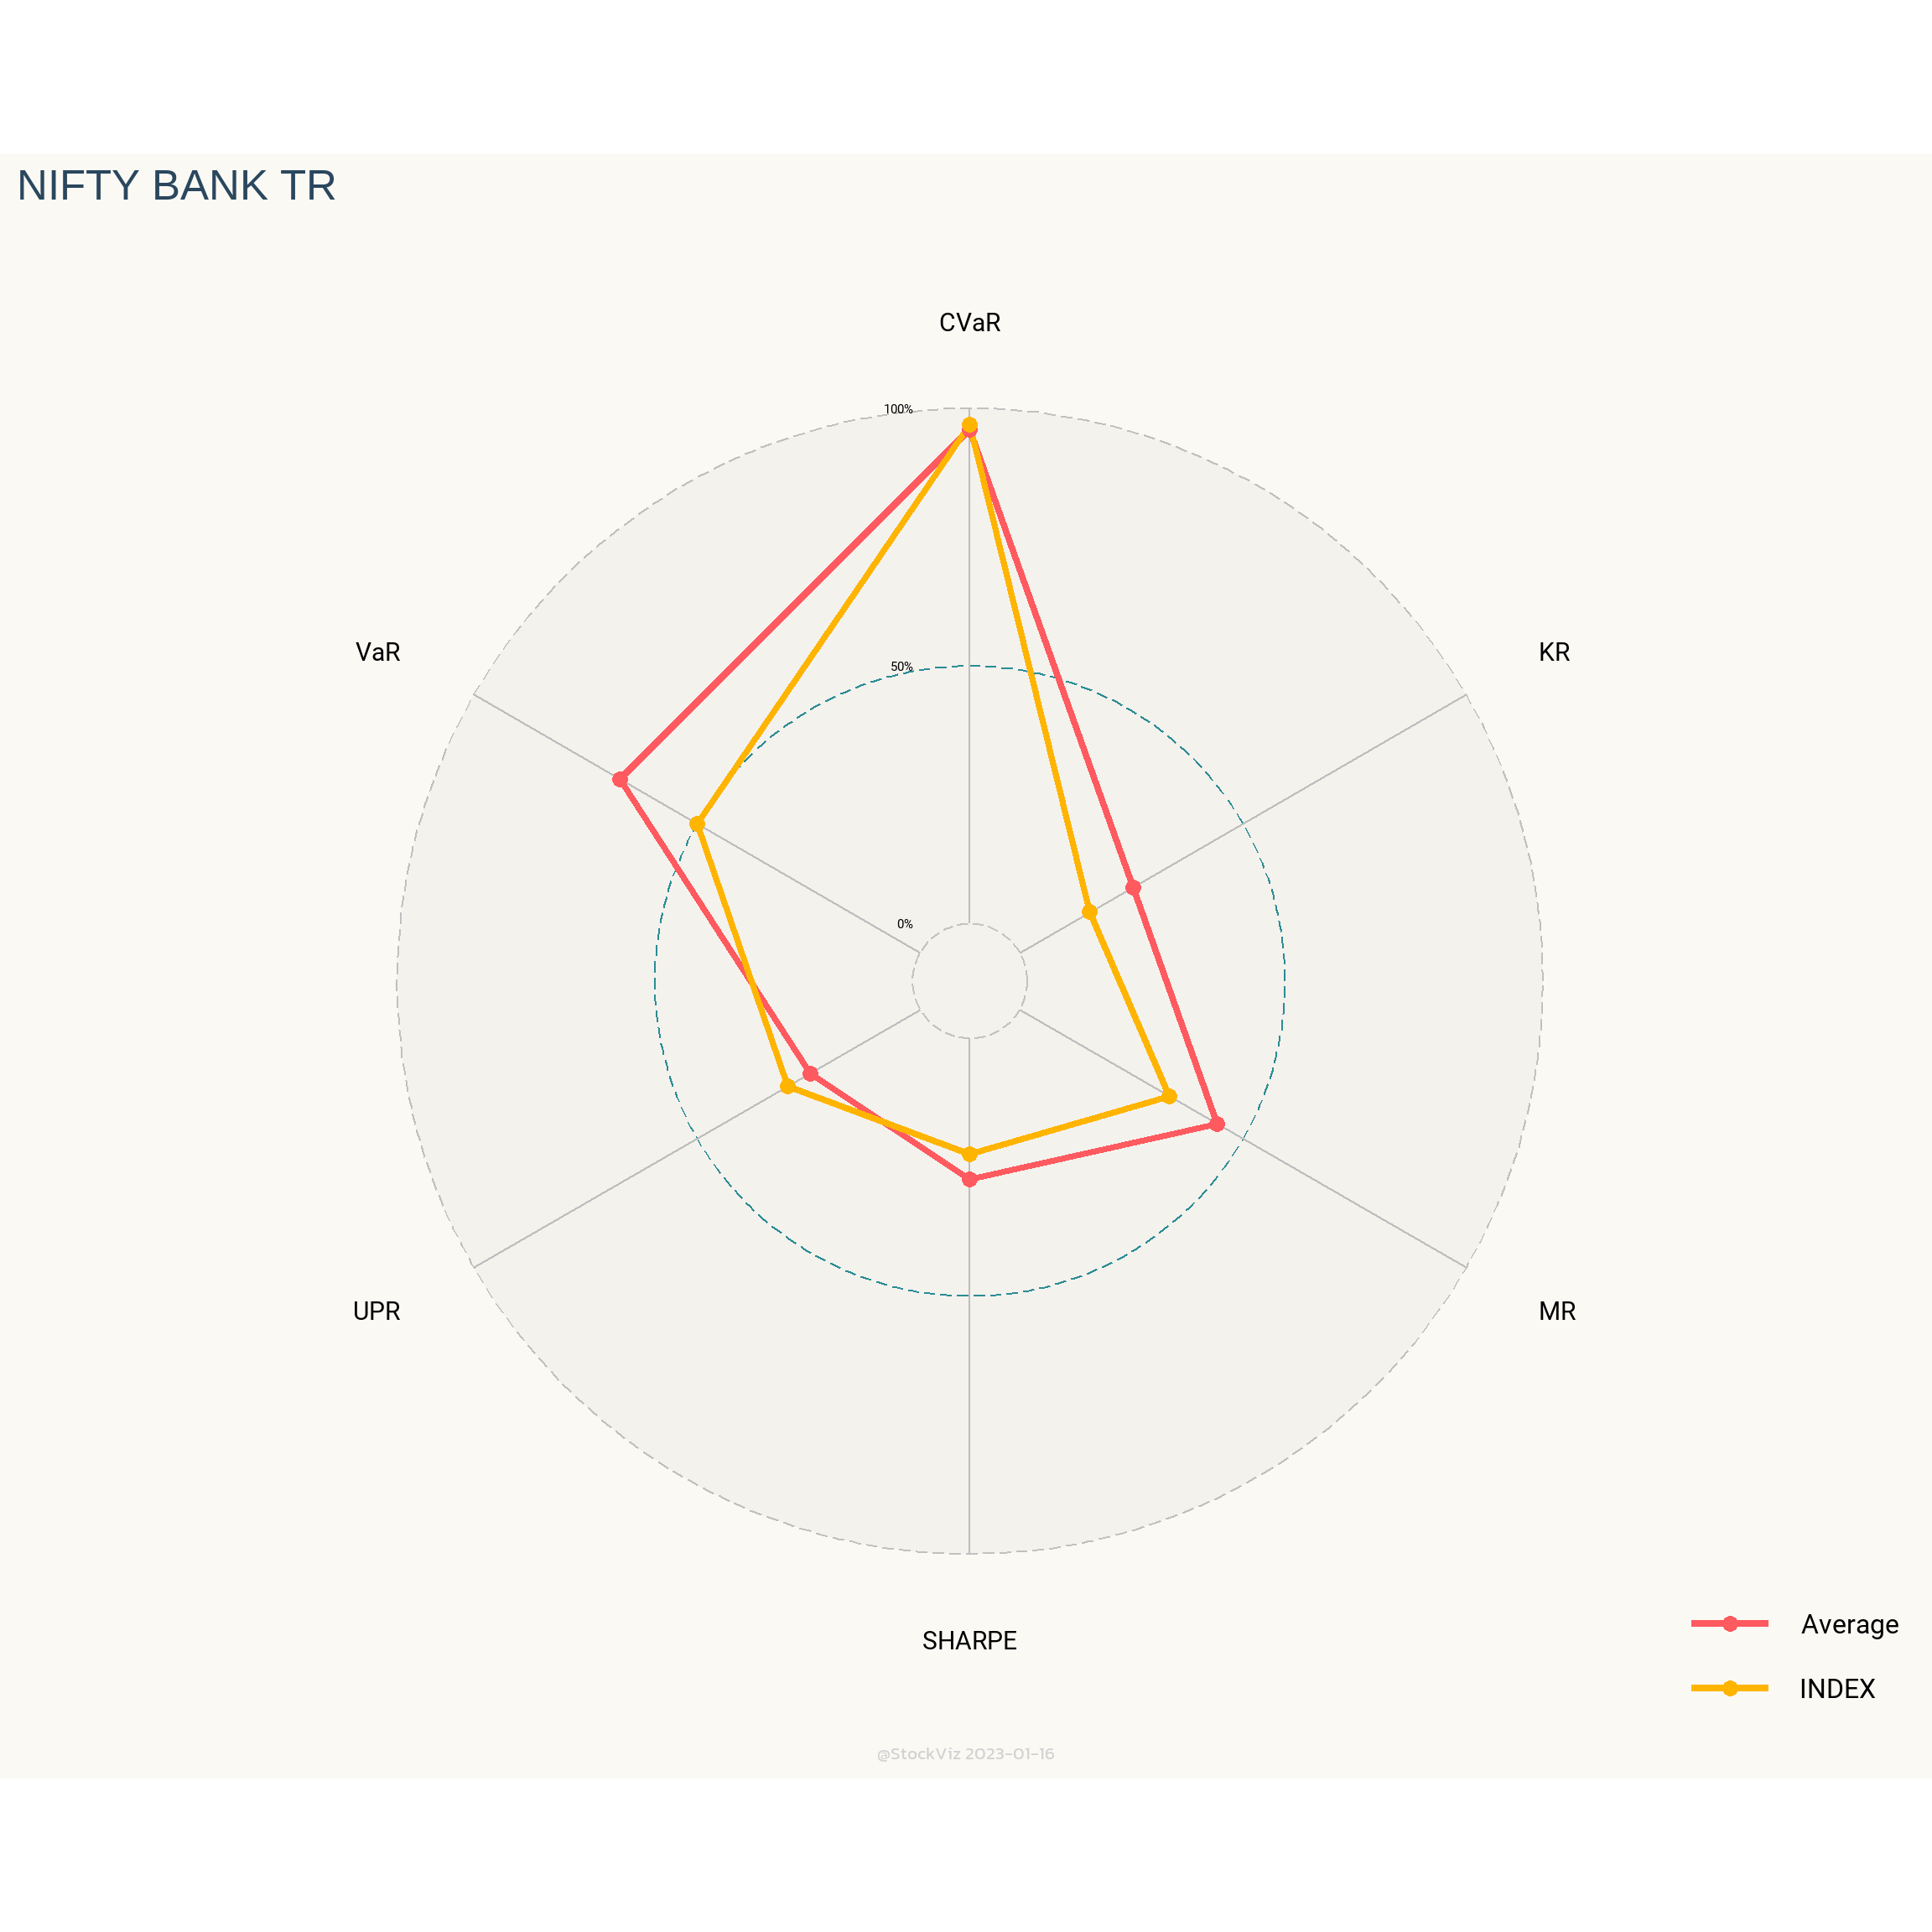 NIFTY BANK TR
CVaR
100%
VaR
KR
50%
0%
UPR
MR
SHARPE
Average
INDEX
@StockViz 2023-01-16